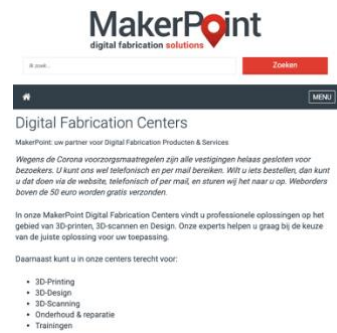 MakerPoint
digital fabrication solutions
Ik zoek...
Zoeken
MENU
Digital Fabrication Centers
MakerPoint: uw partner voor Digital Fabrication Producten & Services
Wegens de Corona voorzorgsmaatregelen zijn alle vestigingen helaas gesloten voor
bezoekers. U kunt ons wel telefonisch en per mail bereiken. Wilt u iets bestellen, dan kunt
u dat doen via de website, telefonisch of per mail, en sturen wij het naar u op. Weborders
boven de 50 euro worden gratis verzonden.
In onze MakerPoint Digital Fabrication Centers vindt u professionele oplossingen op het
gebied van 3D-printen, 3D-scannen en Design. Onze experts helpen u graag bij de keuze
van de juiste oplossing voor uw toepassing.
Daarnaast kunt u in onze centers terecht voor:
• 3D-Printing
• 3D-Design
• 3D-Scanning
• Onderhoud & reparatie
• Trainingen